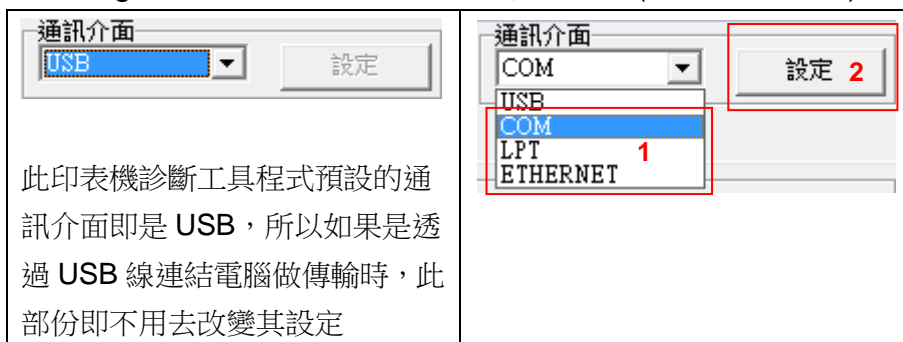 通訊介面
USB
設定
此印表機診斷工具程式預設的通
訊介面即是 USB，所以如果是透
過 USB 線連結電腦做傳輸時，此
部份即不用去改變其設定
通訊介面
COM
設定 2
USB
COM
LPT 1
ETHERNET